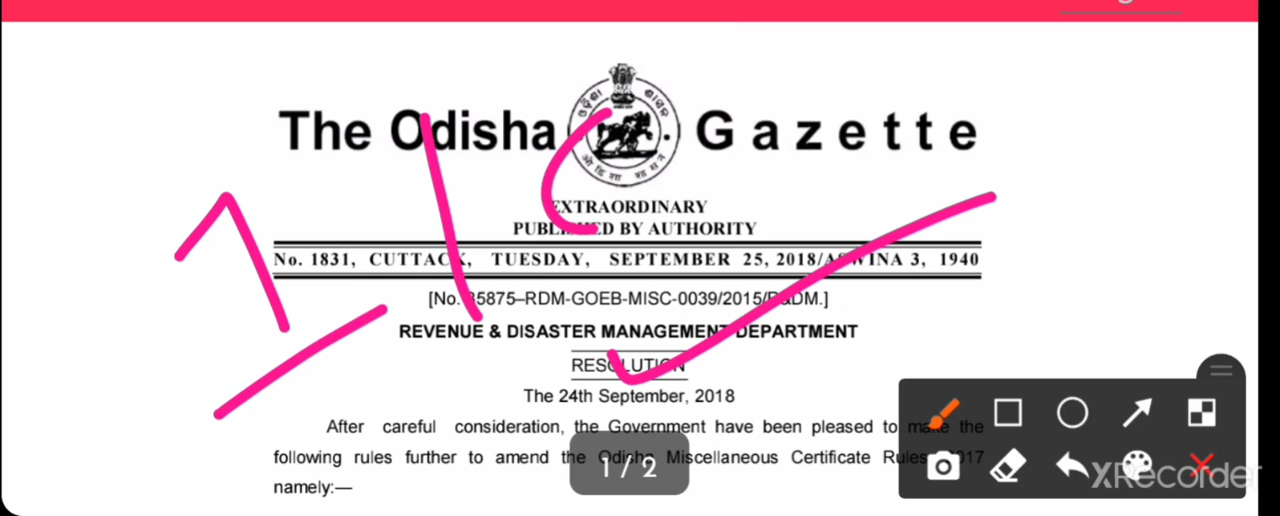 The Odisha Gazette
EXTRAORDINARY
PUBLISHED BY AUTHORITY
No. 1831, CUTTACK, TUESDAY, SEPTEMBER 25, 2018/ASWINA 3, 1940
[No. 35875–RDM-GOEB-MISC-0039/2015/R&DM.]
REVENUE & DISASTER MANAGEMENT DEPARTMENT
RESOLUTION
The 24th September, 2018
After careful consideration, the Government have been pleased to make the
following rules further to amend the Odisha Miscellaneous Certificate Rules, 2017
namely:—
1 / 2
XRecorder